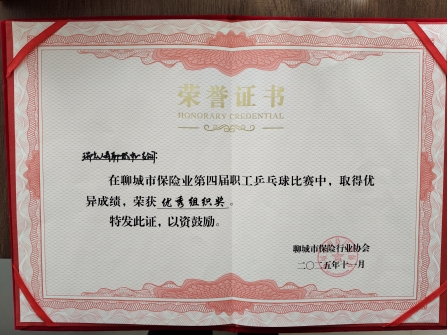 荣誉证书
HONORARY CREDENTIAL
在聊城市保险业第四届职工乒乓球比赛中，取得优
异成绩，荣获 优秀组织奖 。
特发此证，以资鼓励。
聊城市保险行业协会
二〇二五年十一月